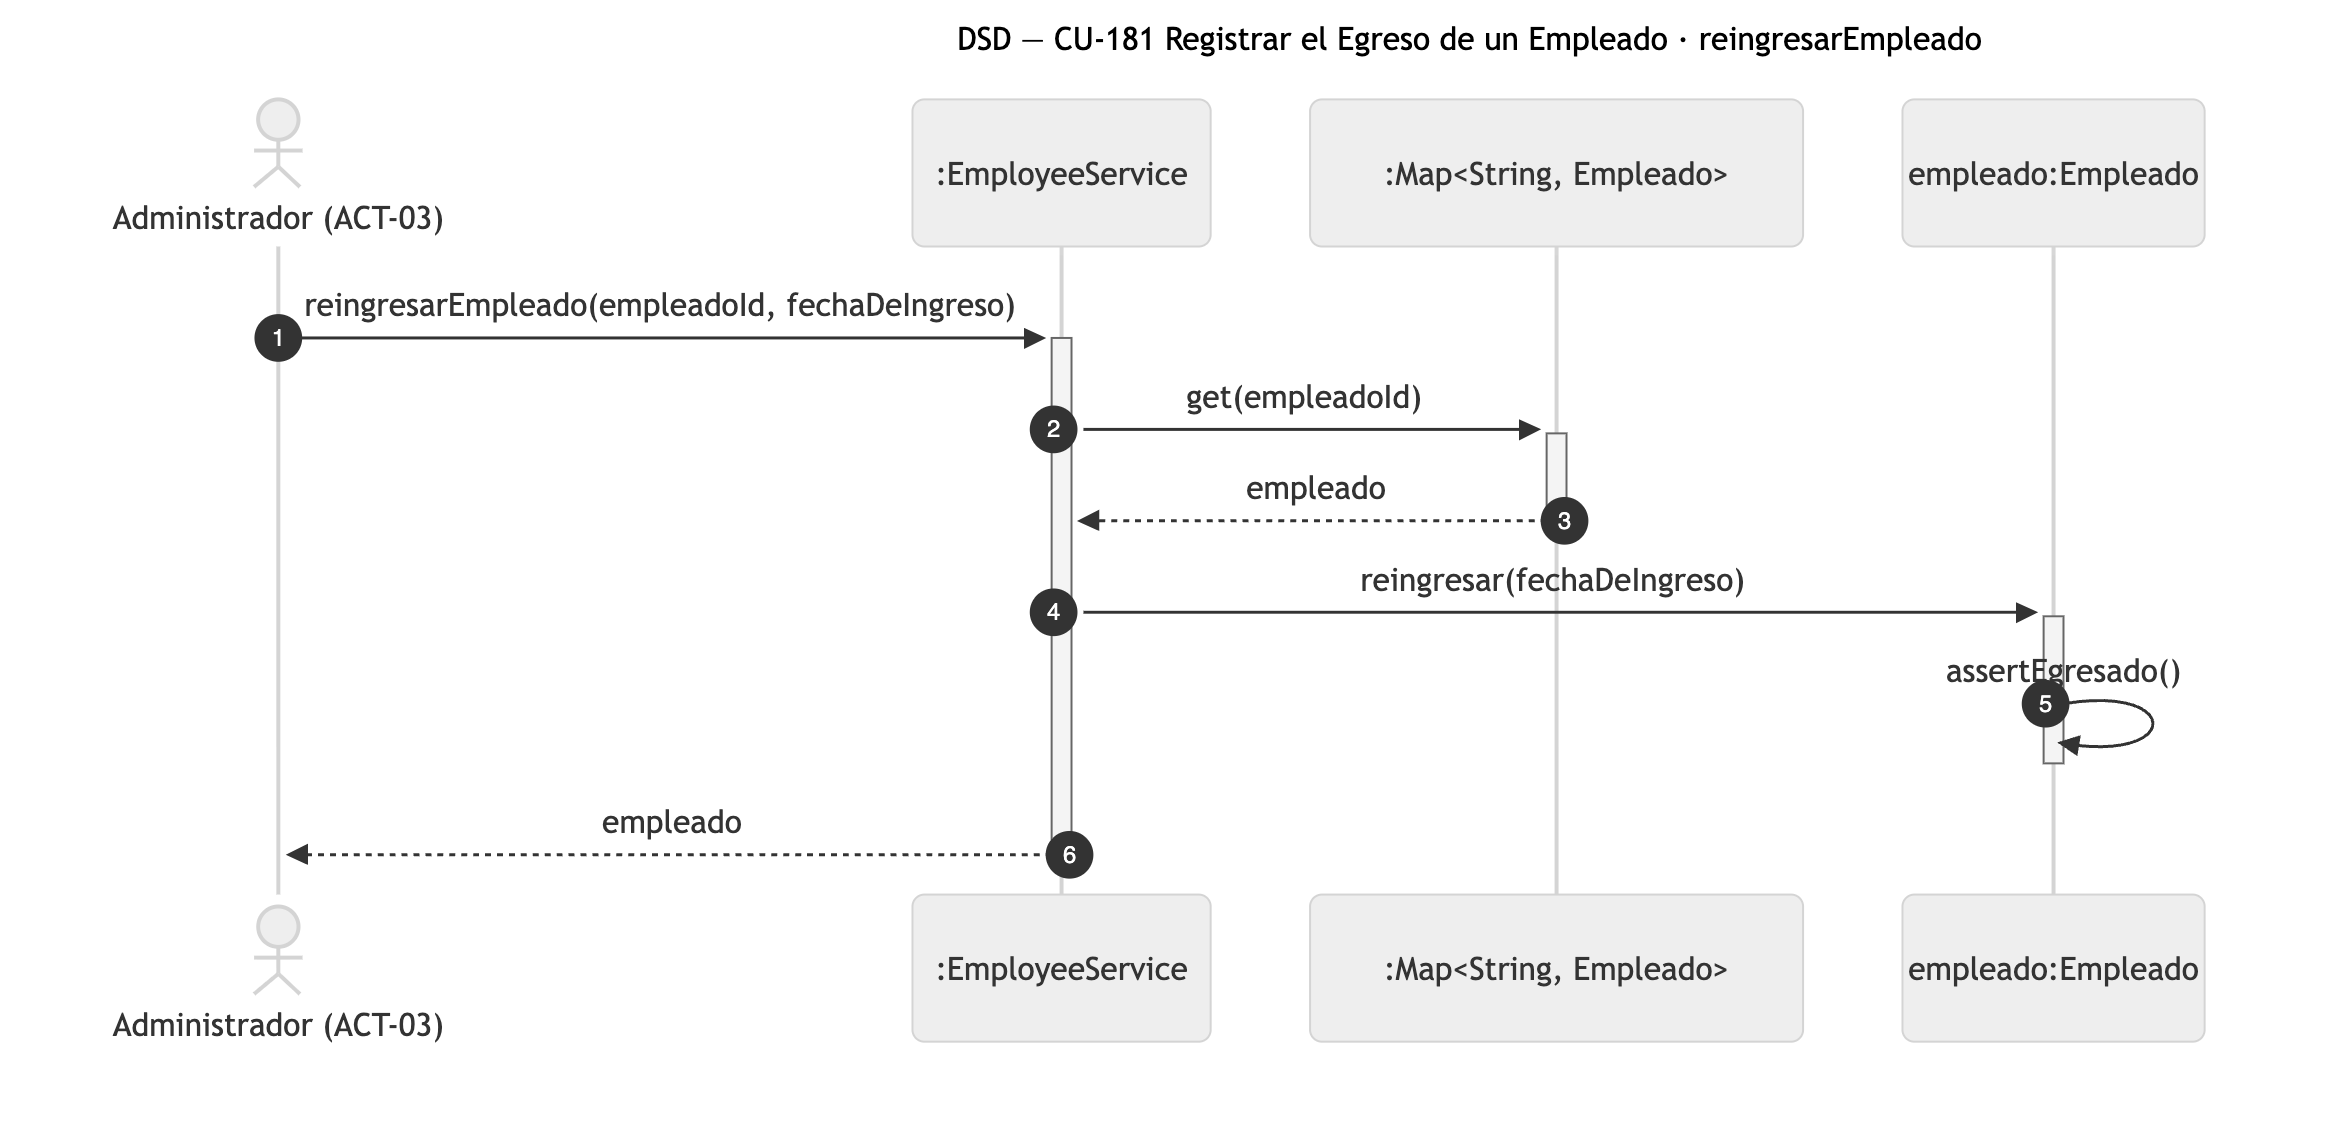 DSD — CU-181 Registrar el Egreso de un Empleado · reingresarEmpleado
Administrador (ACT-03)
:EmployeeService
:Map<String, Empleado>
empleado:Empleado
reingresarEmpleado(empleadoId, fechaDeIngreso)
1
get(empleadoId)
2
empleado
3
reingresar(fechaDeIngreso)
4
assertEgresado()
5
empleado
6
Administrador (ACT-03)
:EmployeeService
:Map<String, Empleado>
empleado:Empleado